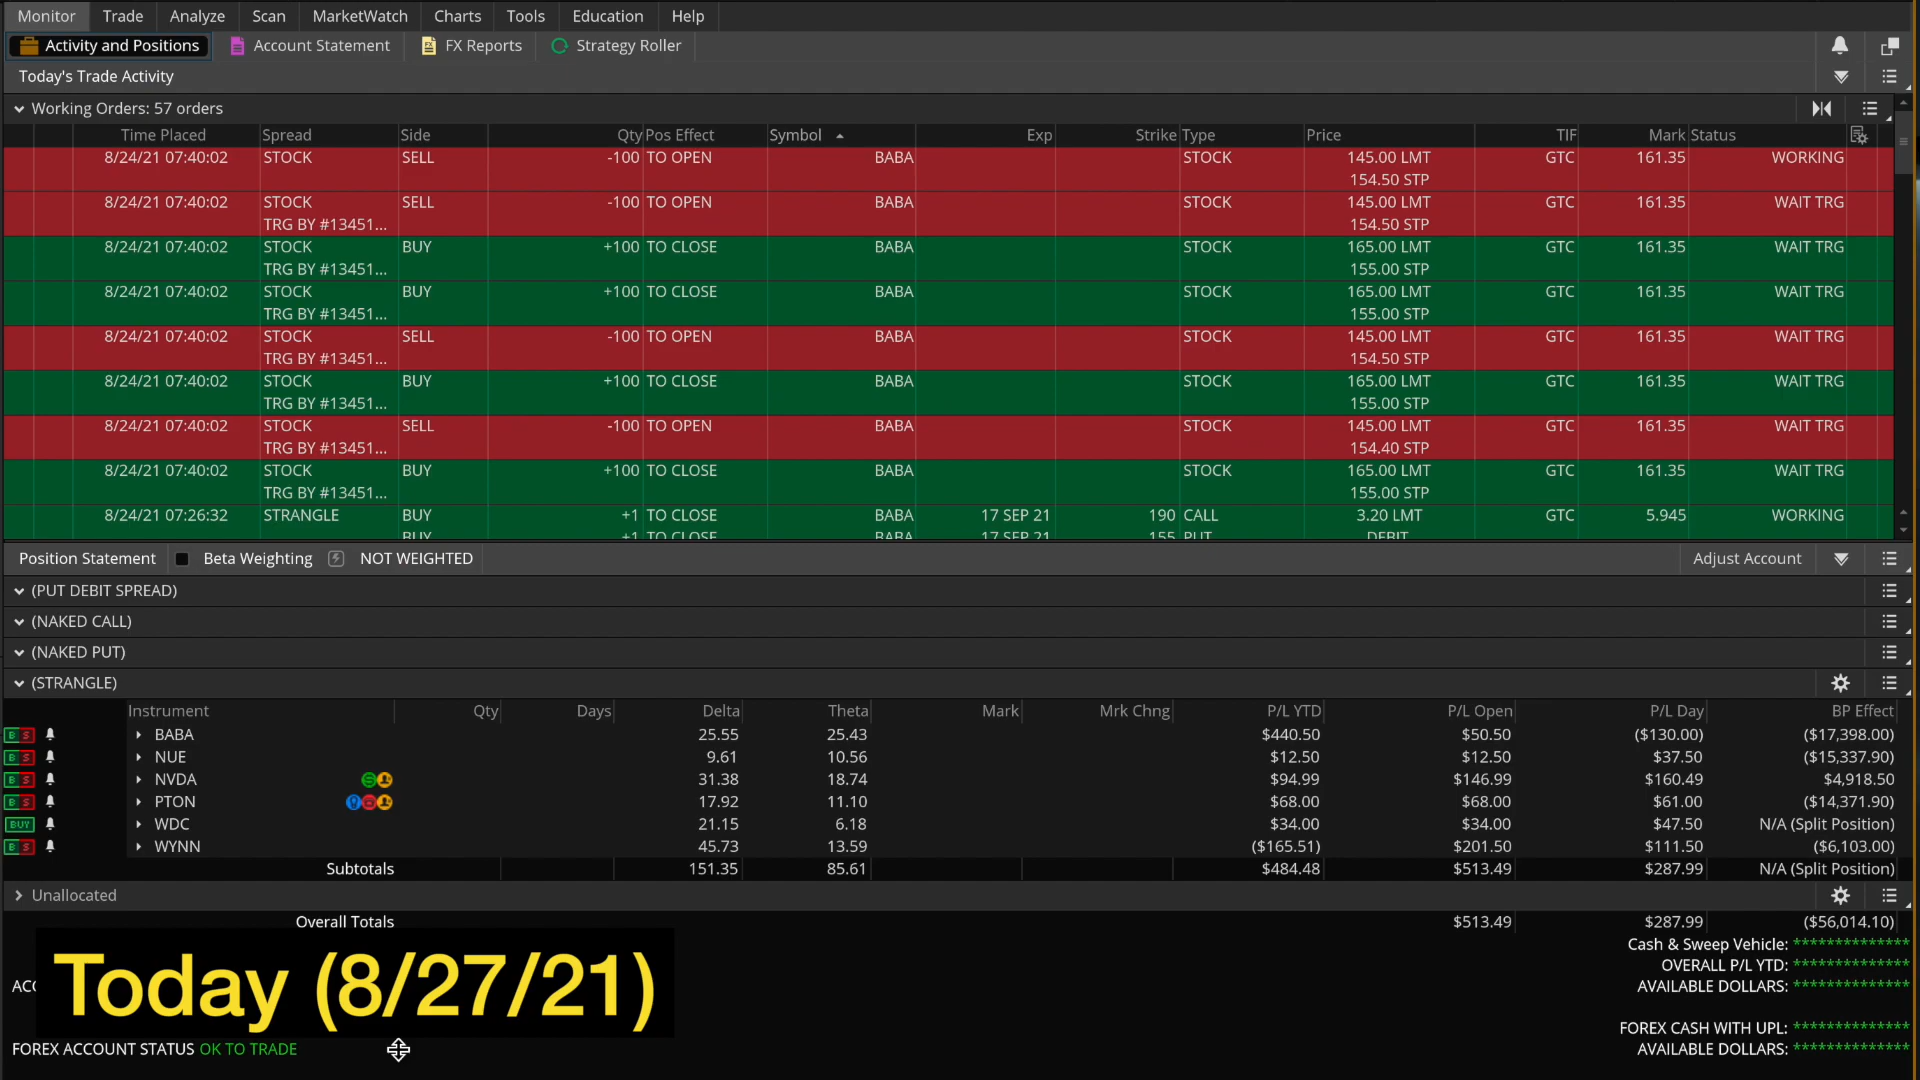 Monitor Trade Analyze Scan MarketWatch Charts Tools Education Help
Activity and Positions Account Statement FX Reports Strategy Roller
Today's Trade Activity
Working Orders: 57 orders
Time Placed Spread Side Qty Pos Effect Symbol Exp Strike Type Price TIF Mark Status
8/24/21 07:40:02 STOCK SELL -100 TO OPEN BABA STOCK 145.00 LMT GTC 161.35 WORKING
154.50 STP
8/24/21 07:40:02 STOCK SELL -100 TO OPEN BABA STOCK 145.00 LMT GTC 161.35 WAIT TRG
TRG BY #13451... 154.50 STP
8/24/21 07:40:02 STOCK BUY +100 TO CLOSE BABA STOCK 165.00 LMT GTC 161.35 WAIT TRG
TRG BY #13451... 155.00 STP
8/24/21 07:40:02 STOCK BUY +100 TO CLOSE BABA STOCK 165.00 LMT GTC 161.35 WAIT TRG
TRG BY #13451... 155.00 STP
8/24/21 07:40:02 STOCK SELL -100 TO OPEN BABA STOCK 145.00 LMT GTC 161.35 WAIT TRG
TRG BY #13451... 154.50 STP
8/24/21 07:40:02 STOCK BUY +100 TO CLOSE BABA STOCK 165.00 LMT GTC 161.35 WAIT TRG
TRG BY #13451... 155.00 STP
8/24/21 07:40:02 STOCK SELL -100 TO OPEN BABA STOCK 145.00 LMT GTC 161.35 WAIT TRG
TRG BY #13451... 154.40 STP
8/24/21 07:40:02 STOCK BUY +100 TO CLOSE BABA STOCK 165.00 LMT GTC 161.35 WAIT TRG
TRG BY #13451... 155.00 STP
8/24/21 07:26:32 STRANGLE BUY +1 TO CLOSE BABA 17 SEP 21 190 CALL 3.20 LMT GTC 5.945 WORKING
BUY +1 TO CLOSE BABA 17 SEP 21 155 PUT DEBIT
Position Statement Beta Weighting NOT WEIGHTED Adjust Account
(PUT DEBIT SPREAD)
(NAKED CALL)
(NAKED PUT)
(STRANGLE)
Instrument Qty Days Delta Theta Mark Mrk Chng P/L YTD P/L Open P/L Day BP Effect
B S BABA 25.55 25.43 $440.50 $50.50 ($130.00) ($17,398.00)
B S NUE 9.61 10.56 $12.50 $12.50 $37.50 ($15,337.90)
B S NVDA 31.38 18.74 $94.99 $146.99 $160.49 $4,918.50
B S PTON 17.92 11.10 $68.00 $68.00 $61.00 ($14,371.90)
BUY WDC 21.15 6.18 $34.00 $34.00 $47.50 N/A (Split Position)
B S WYNN 45.73 13.59 ($165.51) $201.50 $111.50 ($6,103.00)
Subtotals 151.35 85.61 $484.48 $513.49 $287.99 N/A (Split Position)
Unallocated
Overall Totals $513.49 $287.99 ($56,014.10)
Cash & Sweep Vehicle: **************
OVERALL P/L YTD: **************
AVAILABLE DOLLARS: **************
Today (8/27/21)
FOREX CASH WITH UPL: **************
FOREX ACCOUNT STATUS OK TO TRADE AVAILABLE DOLLARS: **************